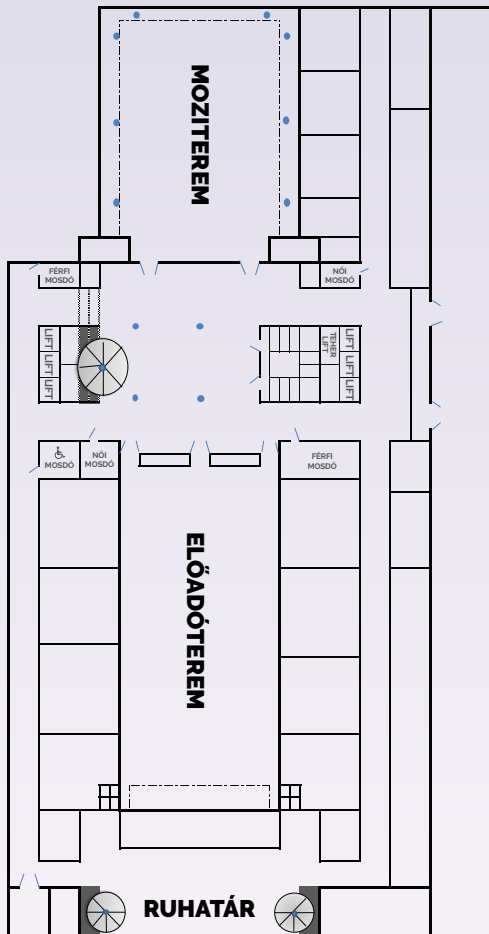 MOZITEREM
FÉRFI
MOSDÓ
NŐI
MOSDÓ
LIFT
LIFT
LIFT
TEHER
LIFT
LIFT
LIFT
LIFT
MOSDÓ
NŐI
MOSDÓ
FÉRFI
MOSDÓ
ELŐADÓTEREM
RUHATÁR